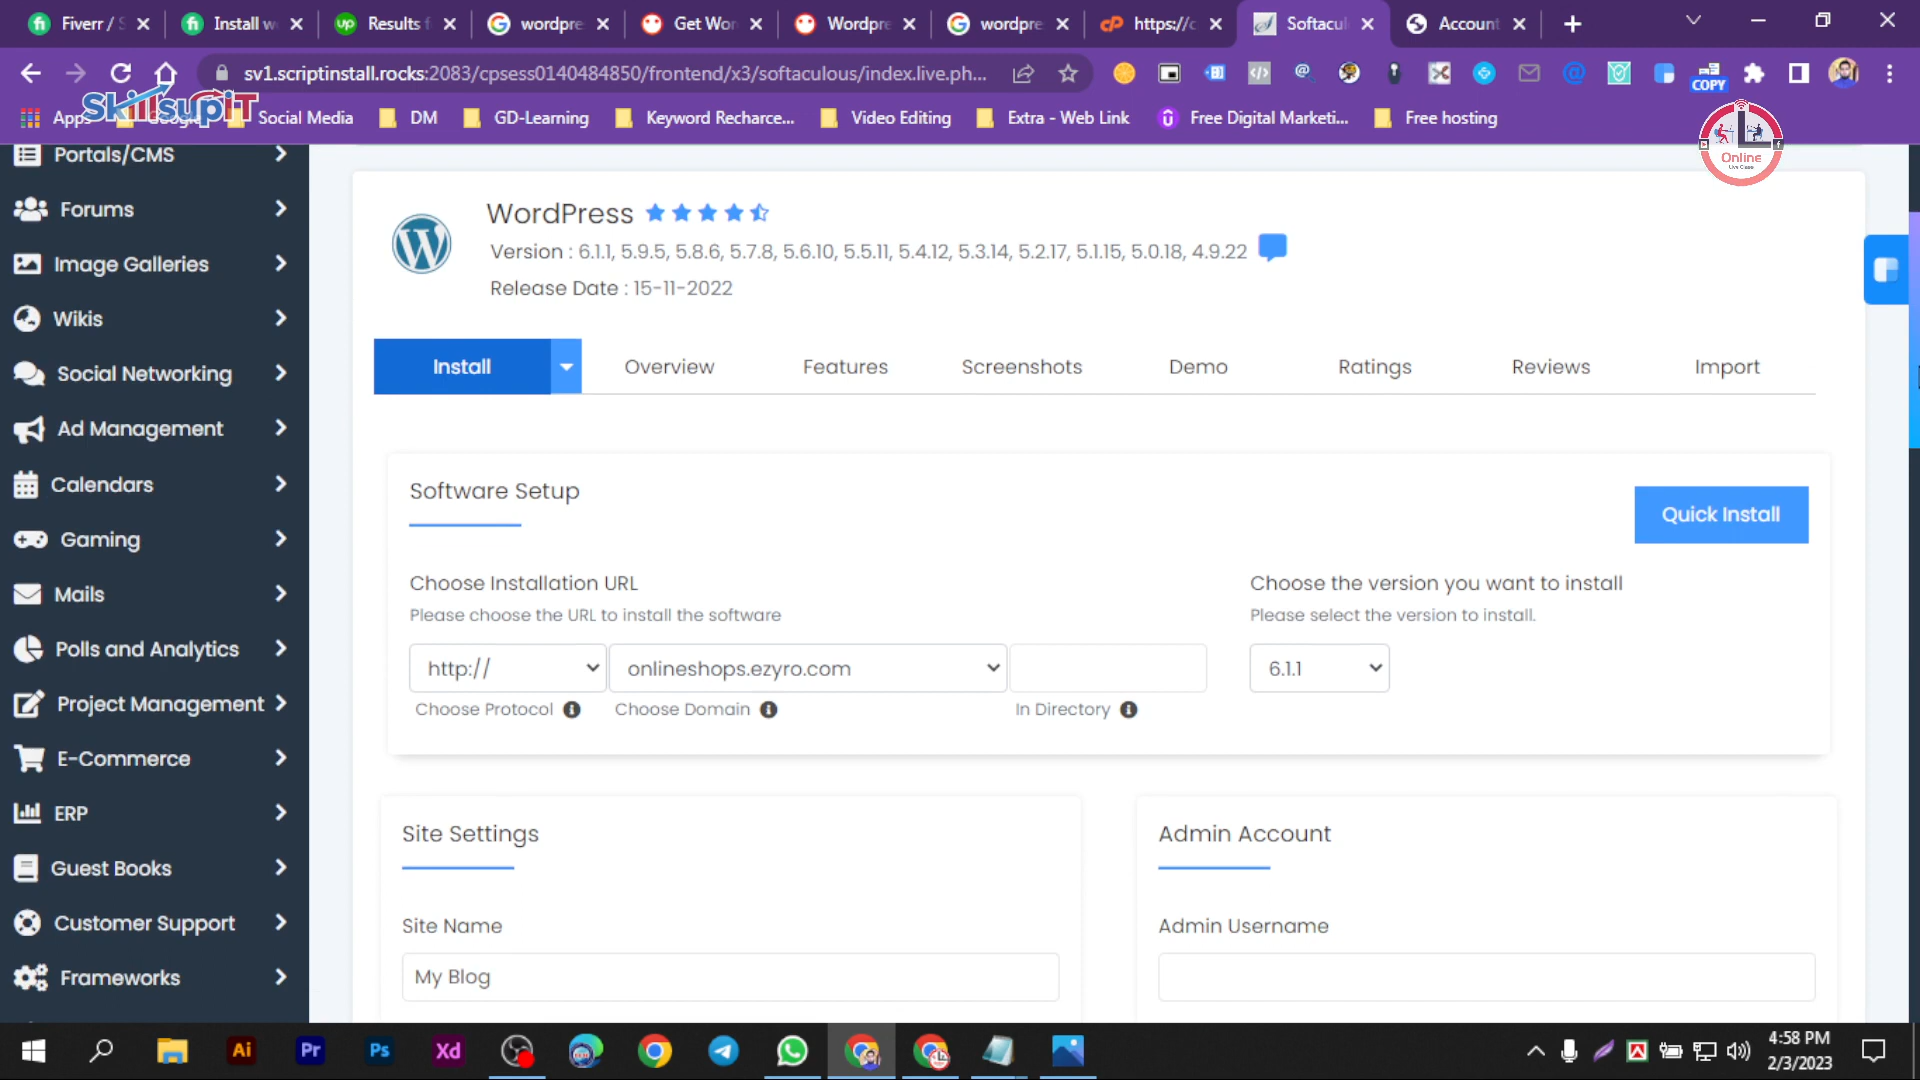 Fiverr / S
Install w
Results f
wordpre
Get Wor
Wordpre
wordpre
https://c
Softacul
Account
sv1.scriptinstall.rocks:2083/cpsess0140484850/frontend/x3/softaculous/index.live.ph...
COPY
SkillsupIT
Apps
Google
Social Media
DM
GD-Learning
Keyword Recharce...
Video Editing
Extra - Web Link
Free Digital Marketi...
Free hosting
Online
Live Class
Portals/CMS
Forums
Image Galleries
Wikis
Social Networking
Ad Management
Calendars
Gaming
Mails
Polls and Analytics
Project Management
E-Commerce
ERP
Guest Books
Customer Support
Frameworks
WordPress
Version : 6.1.1, 5.9.5, 5.8.6, 5.7.8, 5.6.10, 5.5.11, 5.4.12, 5.3.14, 5.2.17, 5.1.15, 5.0.18, 4.9.22
Release Date : 15-11-2022
Install
Overview
Features
Screenshots
Demo
Ratings
Reviews
Import
Software Setup
Quick Install
Choose Installation URL
Please choose the URL to install the software
http://
onlineshops.ezyro.com
Choose Protocol
Choose Domain
In Directory
Choose the version you want to install
Please select the version to install.
6.1.1
Site Settings
Site Name
My Blog
Admin Account
Admin Username
Ai
Pr
Ps
Xd
4:58 PM
2/3/2023